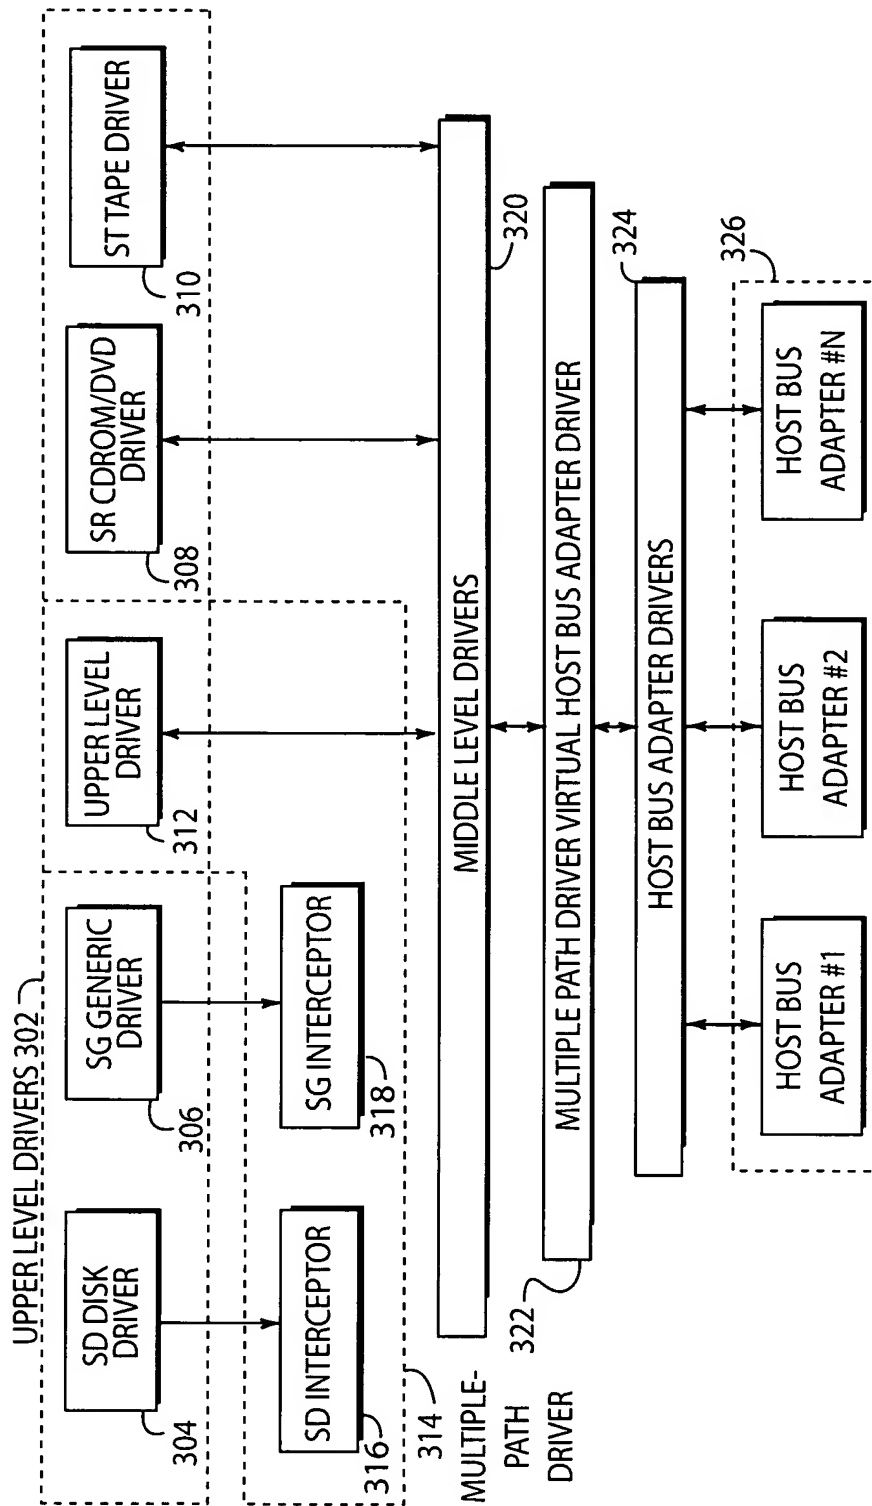 UPPER LEVEL DRIVERS 302
SD DISK
DRIVER
304
SG GENERIC
DRIVER
306
UPPER LEVEL
DRIVER
312
SR CDROM/DVD
DRIVER
308
ST TAPE DRIVER
310
SD INTERCEPTOR
316
SG INTERCEPTOR
318
314
MULTIPLE-
PATH
DRIVER
MIDDLE LEVEL DRIVERS
320
MULTIPLE PATH DRIVER VIRTUAL HOST BUS ADAPTER DRIVER
322
HOST BUS ADAPTER DRIVERS
324
326
HOST BUS
ADAPTER #1
HOST BUS
ADAPTER #2
HOST BUS
ADAPTER #N